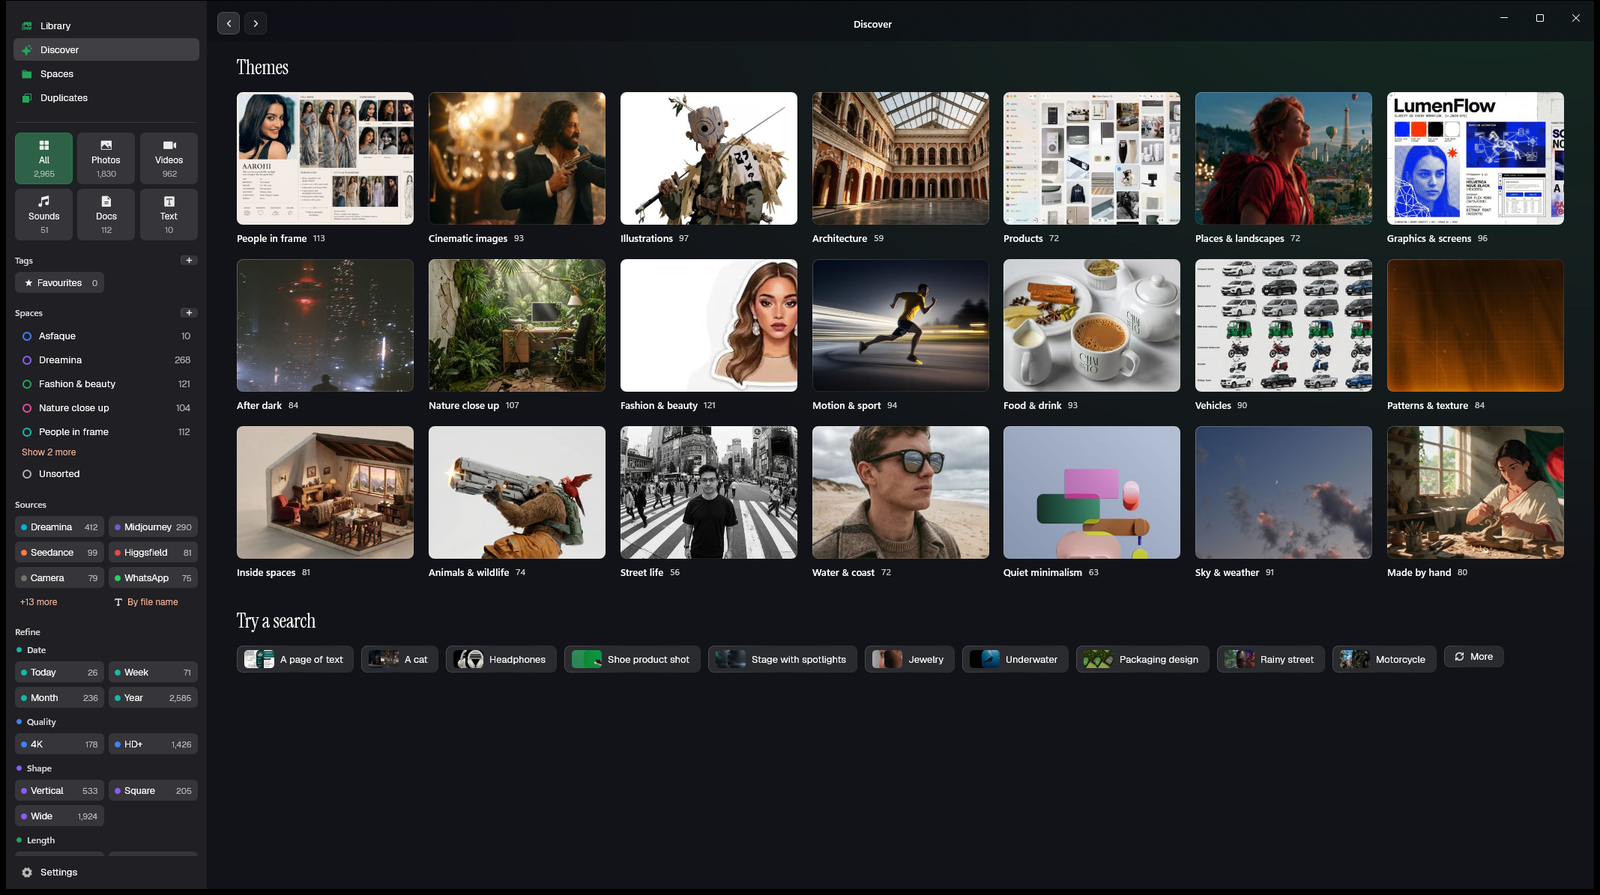 Library
Discover
Spaces
Duplicates
All
2,965
Photos
1,830
Videos
962
Sounds
51
Docs
112
Text
10
Tags
+
Favourites 0
Spaces
+
Asfaque 10
Dreamina 268
Fashion & beauty 121
Nature close up 104
People in frame 112
Show 2 more
Unsorted
Sources
Dreamina 412
Midjourney 290
Seedance 99
Higgsfield 81
Camera 79
WhatsApp 75
+13 more
By file name
Refine
Date
Today 26
Week 71
Month 236
Year 2,585
Quality
4K 178
HD+ 1,426
Shape
Vertical 533
Square 205
Wide 1,924
Length
Settings
Discover
Themes
AAROHI
LumenFlow
People in frame 113
Cinematic images 93
Illustrations 97
Architecture 59
Products 72
Places & landscapes 72
Graphics & screens 96
CHAI
After dark 84
Nature close up 107
Fashion & beauty 121
Motion & sport 94
Food & drink 93
Vehicles 90
Patterns & texture 84
Inside spaces 81
Animals & wildlife 74
Street life 56
Water & coast 72
Quiet minimalism 63
Sky & weather 91
Made by hand 80
Try a search
A page of text
A cat
Headphones
Shoe product shot
Stage with spotlights
Jewelry
Underwater
Packaging design
Rainy street
Motorcycle
More